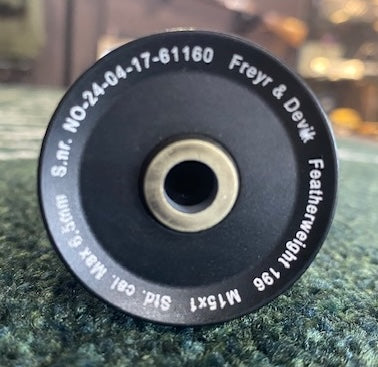 Freyr & Devik Featherweight 196 M15x1 Std. cal. Max 6.5mm S.nr. NO-24-04-17-61160